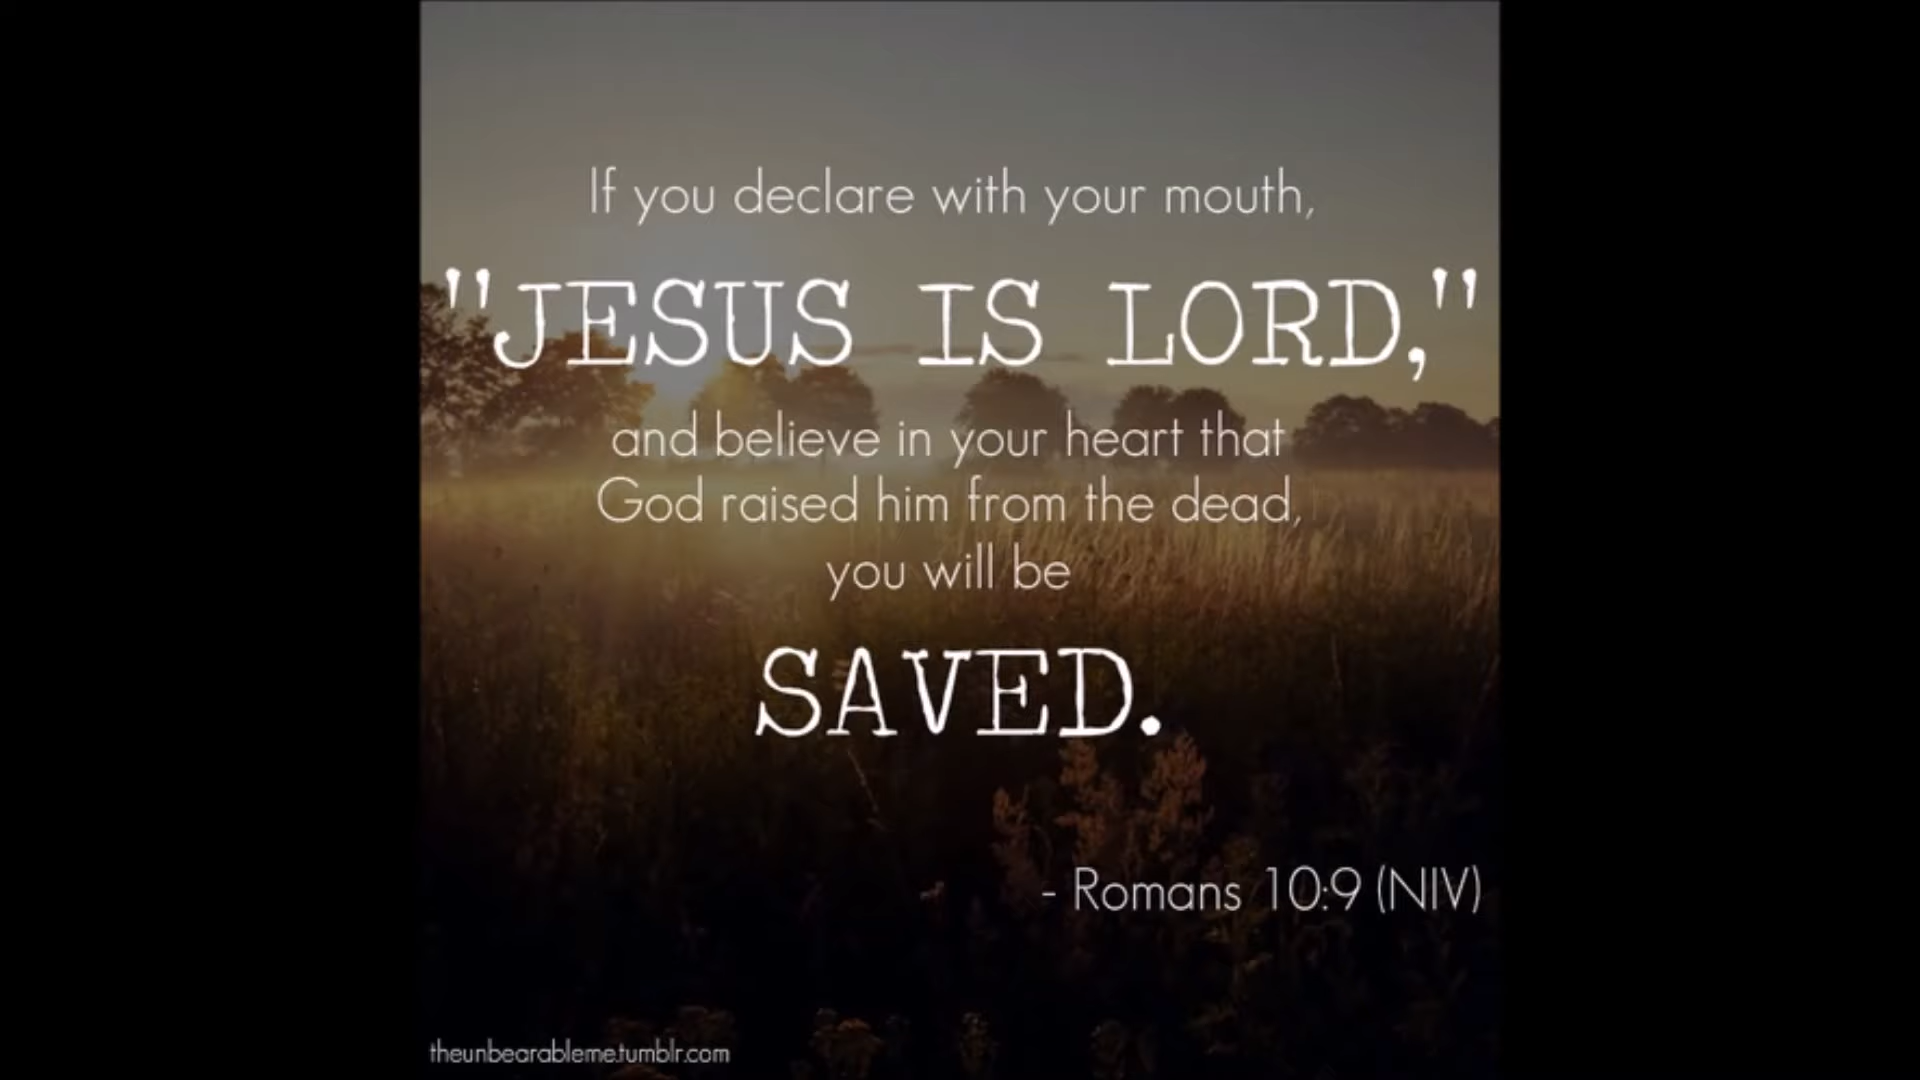 If you declare with your mouth,
"JESUS IS LORD,"
and believe in your heart that
God raised him from the dead,
you will be
SAVED.
- Romans 10:9 (NIV)
theunbearableme.tumblr.com